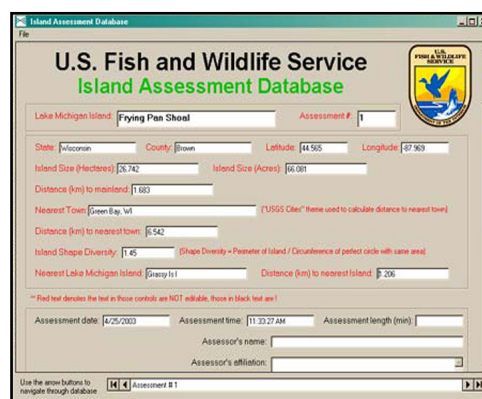 Island Assessment Database
File
U.S. Fish and Wildlife Service
Island Assessment Database
U.S.
FISH & WILDLIFE
SERVICE
Lake Michigan Island: Frying Pan Shoal Assessment #: 1
State: Wisconsin County: Brown Latitude: 44.565 Longitude: -87.969
Island Size (Hectares): 26.742 Island Size (Acres): 66.081
Distance (km) to mainland: 1.683
Nearest Town: Green Bay, WI ("USGS Cities" theme used to calculate distance to nearest town)
Distance (km) to nearest town: 6.542
Island Shape Diversity: 1.45 (Shape Diversity = Perimeter of Island / Circumference of perfect circle with same area)
Nearest Lake Michigan Island: Grassy Is I Distance (km) to nearest Island: 1.206
** Red text denotes the text in those controls are NOT editable, those in black text are !
Assessment date: 4/25/2003 Assessment time: 11:33:27 AM Assessment length (min):
Assessor's name:
Assessor's affiliation:
Use the arrow buttons to
navigate through database Assessment # 1